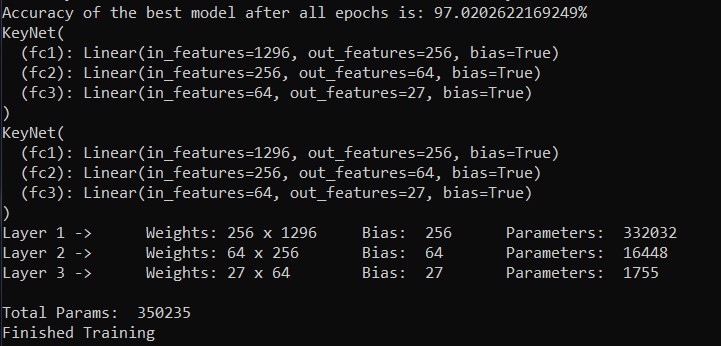 Accuracy of the best model after all epochs is: 97.0202622169249%
KeyNet(
  (fc1): Linear(in_features=1296, out_features=256, bias=True)
  (fc2): Linear(in_features=256, out_features=64, bias=True)
  (fc3): Linear(in_features=64, out_features=27, bias=True)
)
KeyNet(
  (fc1): Linear(in_features=1296, out_features=256, bias=True)
  (fc2): Linear(in_features=256, out_features=64, bias=True)
  (fc3): Linear(in_features=64, out_features=27, bias=True)
)
Layer 1 ->      Weights: 256 x 1296     Bias:  256      Parameters:  332032
Layer 2 ->      Weights: 64 x 256       Bias:  64       Parameters:  16448
Layer 3 ->      Weights: 27 x 64        Bias:  27       Parameters:  1755

Total Params:  350235
Finished Training